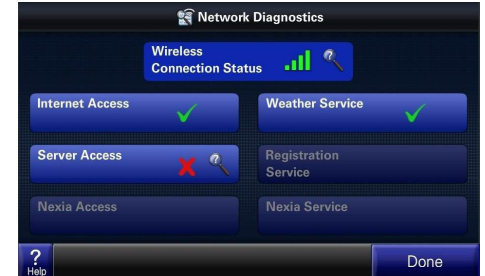 Network Diagnostics
Wireless
Connection Status
Internet Access
Weather Service
Server Access
Registration
Service
Nexia Access
Nexia Service
?
Help
Done